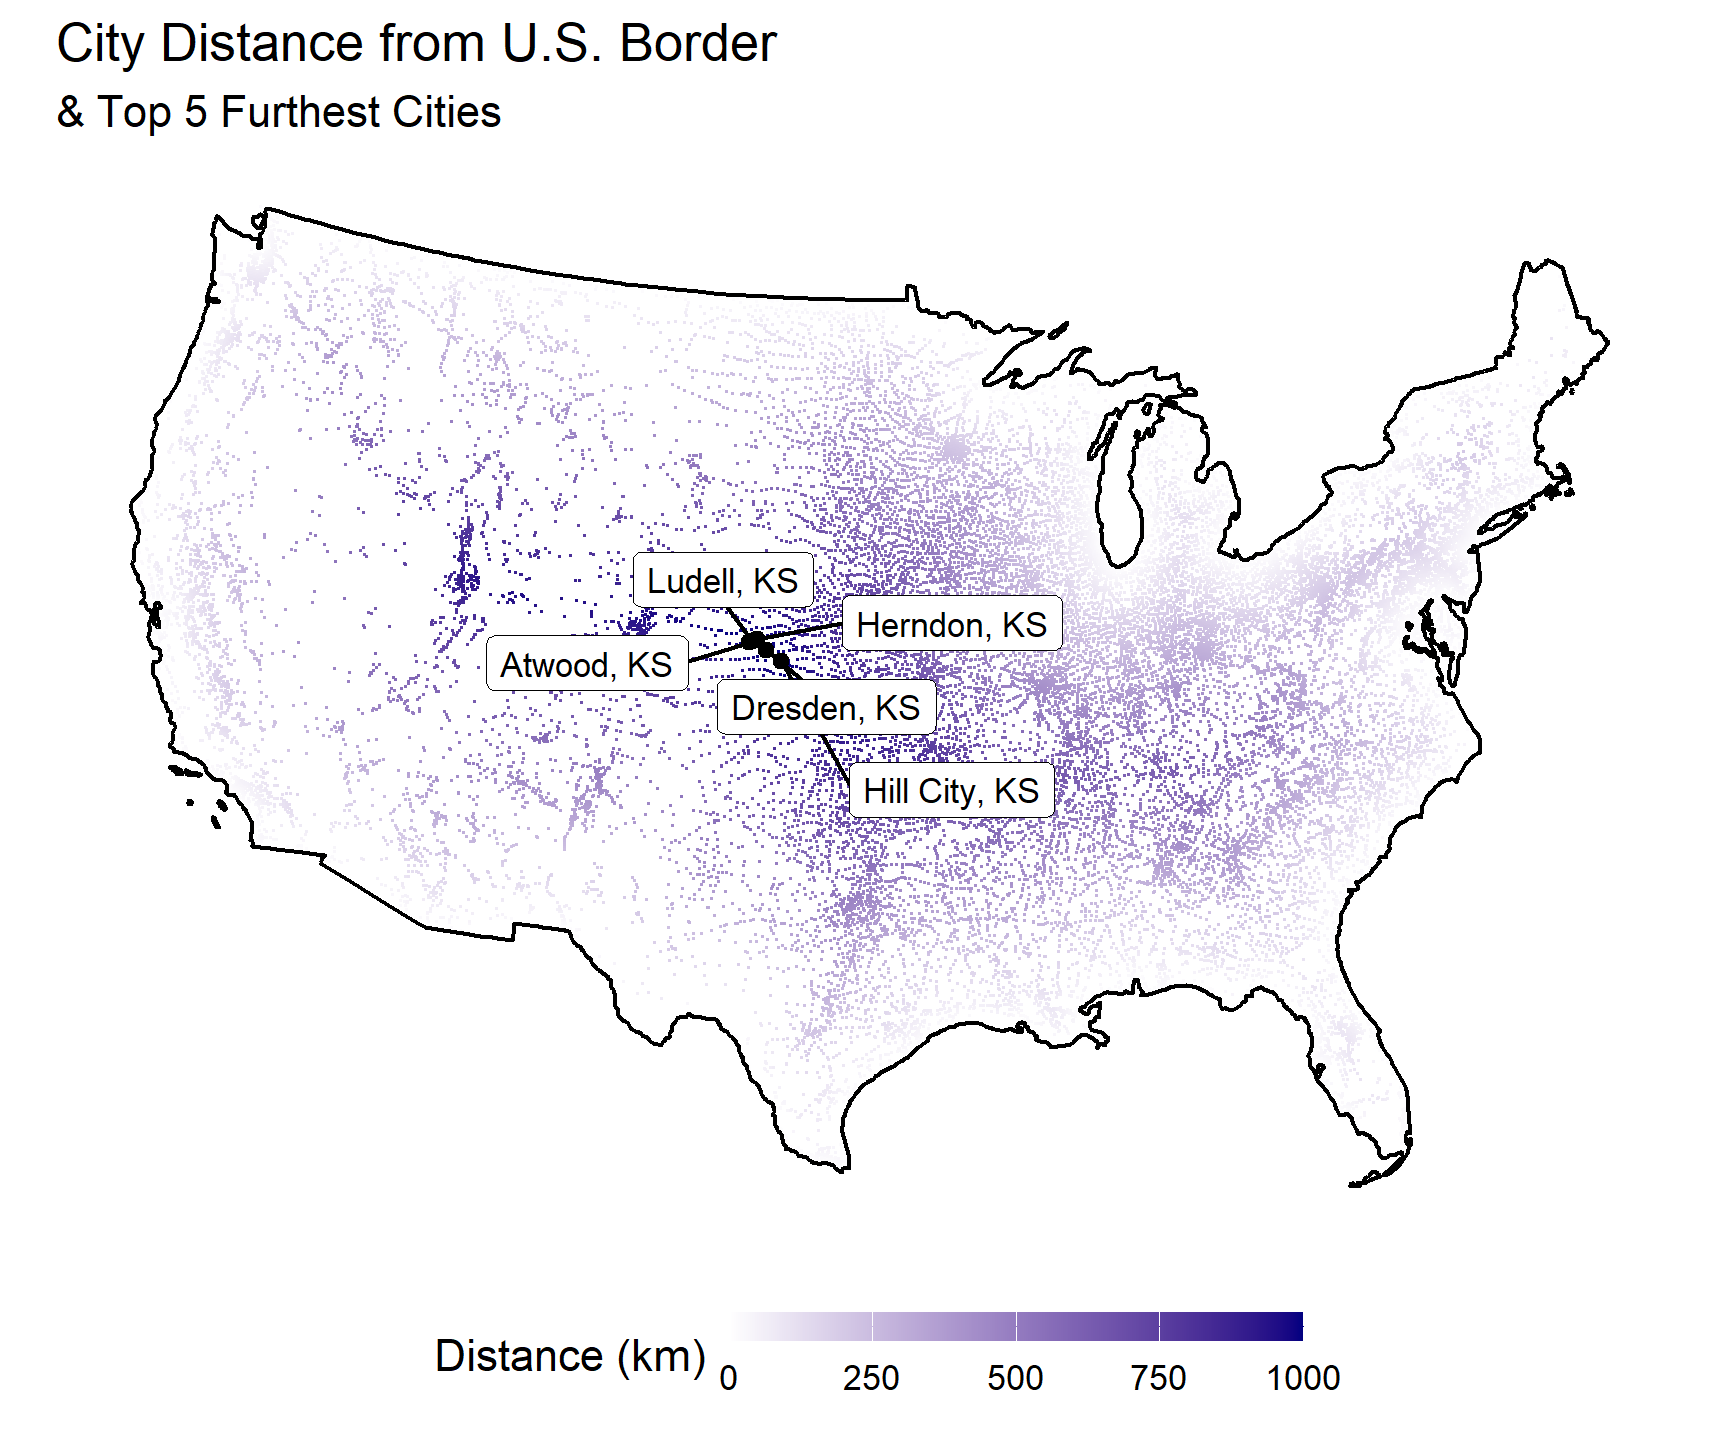 City Distance from U.S. Border
& Top 5 Furthest Cities
Ludell, KS
Herndon, KS
Atwood, KS
Dresden, KS
Hill City, KS
Distance (km)
0 250 500 750 1000